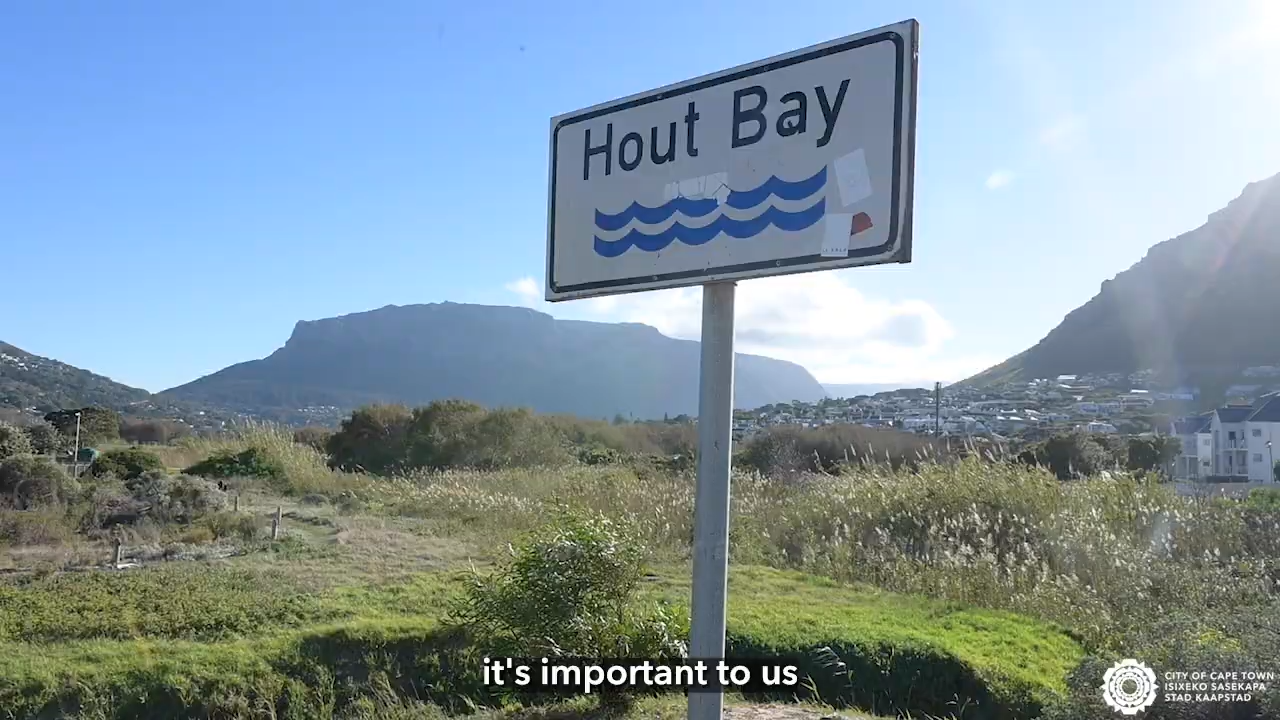 Hout Bay
it's important to us
CITY OF CAPE TOWN
ISIXEKO SASEKAPA
STAD KAAPSTAD